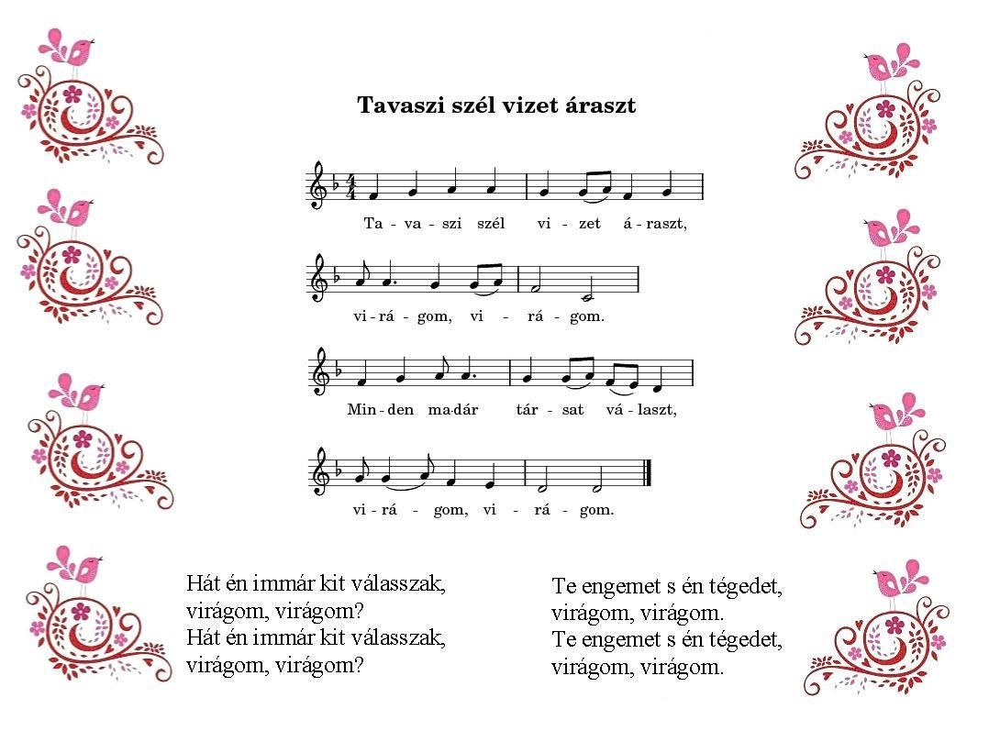 Tavaszi szél vizet áraszt
4
4
Ta - va - szi szél vi - zet á - raszt,
vi - rá - gom, vi - rá - gom.
Min - den ma-dár tár - sat vá - laszt,
vi - rá - gom, vi - rá - gom.
Hát én immár kit válasszak,
virágom, virágom?
Hát én immár kit válasszak,
virágom, virágom?
Te engemet s én tégedet,
virágom, virágom.
Te engemet s én tégedet,
virágom, virágom.